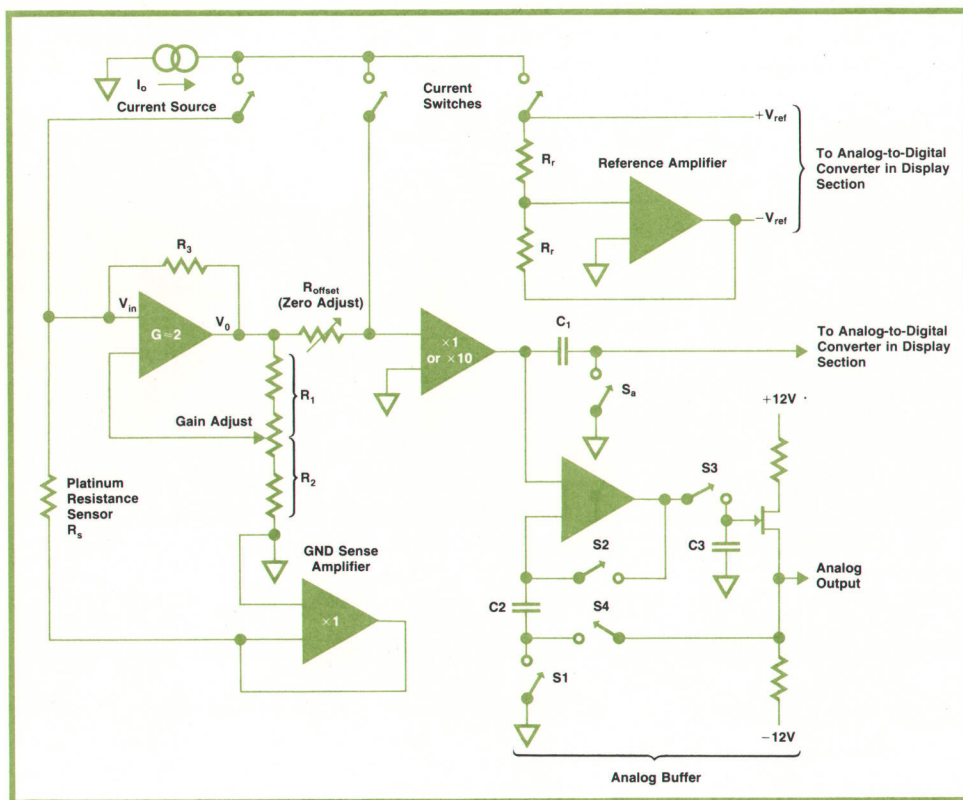 I₀
Current Source
Current
Switches
+Vref
Rr
Reference Amplifier
To Analog-to-Digital
Converter in Display
Section
−Vref
Rr
R₃
Vin
G≈2
V₀
Roffset
(Zero Adjust)
×1
or ×10
C₁
To Analog-to-Digital
Converter in Display
Section
Sa
R₁
Gain Adjust
R₂
+12V
Platinum
Resistance
Sensor
Rs
S3
C3
S2
GND Sense
Amplifier
×1
C2
S4
Analog
Output
S1
−12V
Analog Buffer